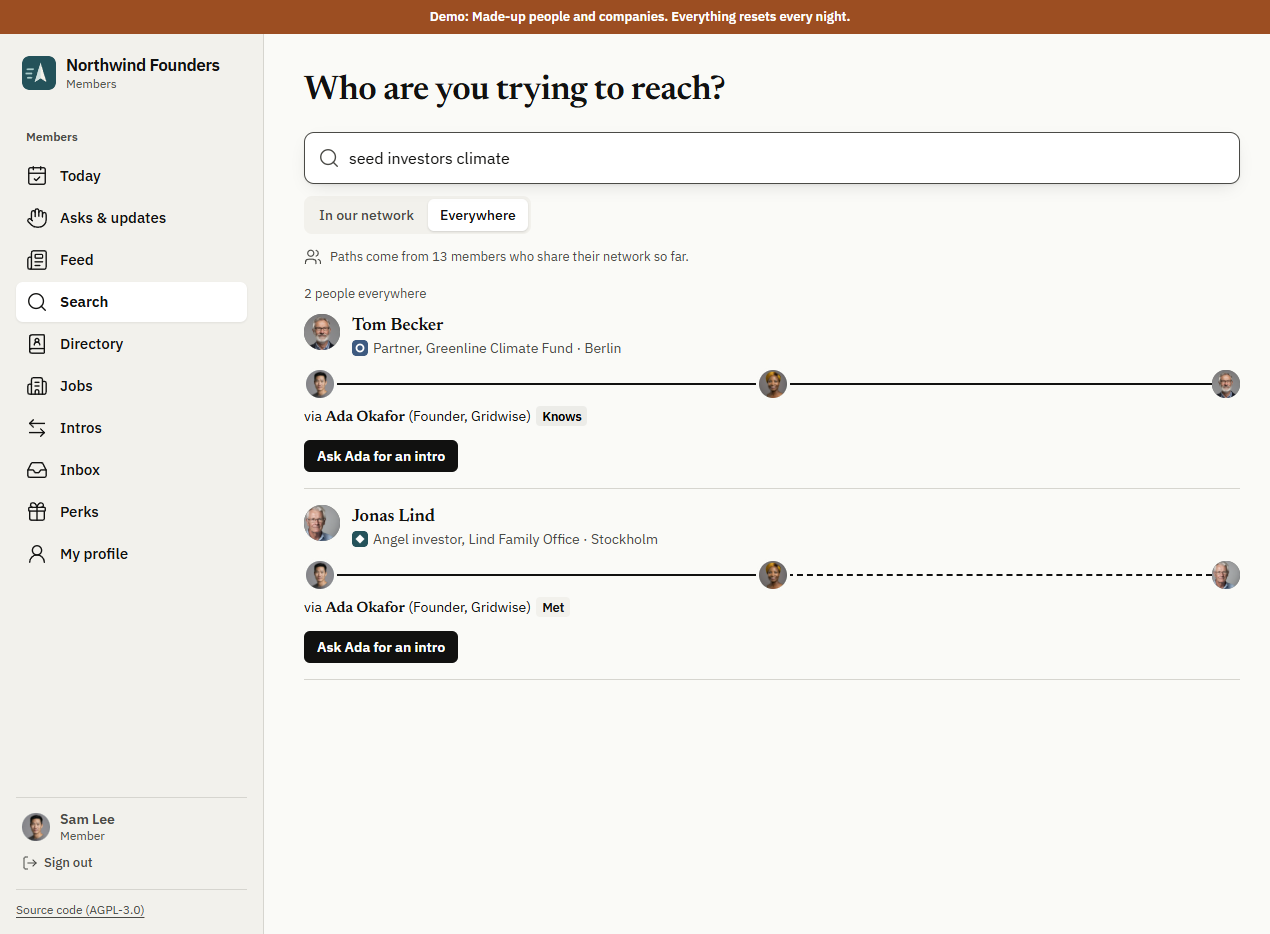 Demo: Made-up people and companies. Everything resets every night.
Northwind Founders
Members
Members
Today
Asks & updates
Feed
Search
Directory
Jobs
Intros
Inbox
Perks
My profile
Sam Lee
Member
Sign out
Source code (AGPL-3.0)
Who are you trying to reach?
seed investors climate
In our network
Everywhere
Paths come from 13 members who share their network so far.
2 people everywhere
Tom Becker
Partner, Greenline Climate Fund · Berlin
via Ada Okafor (Founder, Gridwise) Knows
Ask Ada for an intro
Jonas Lind
Angel investor, Lind Family Office · Stockholm
via Ada Okafor (Founder, Gridwise) Met
Ask Ada for an intro